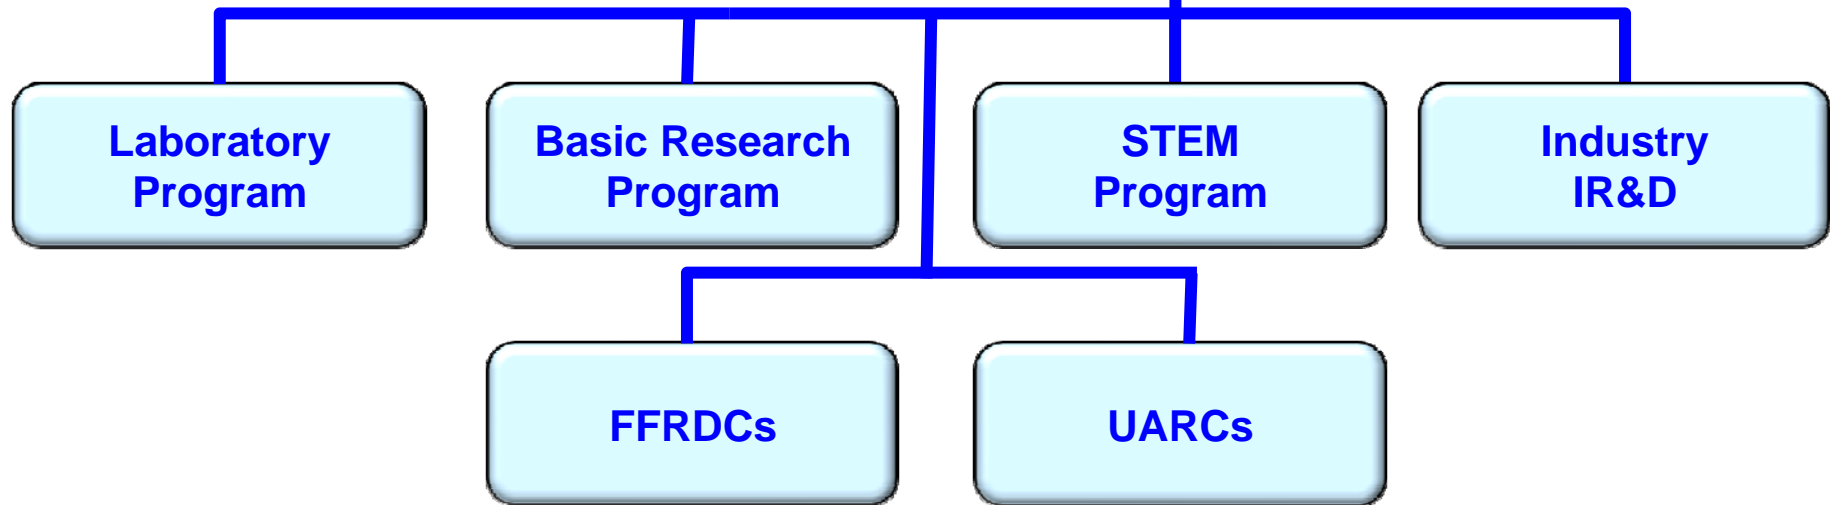 Laboratory
Program
Basic Research
Program
STEM
Program
Industry
IR&D
FFRDCs
UARCs